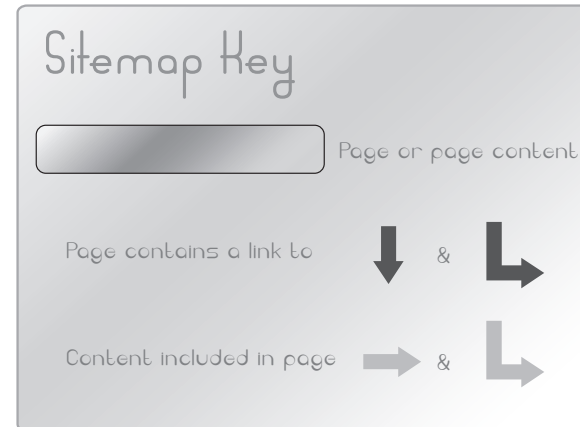 Sitemap Key
Page or page content
Page contains a link to
&
Content included in page
&